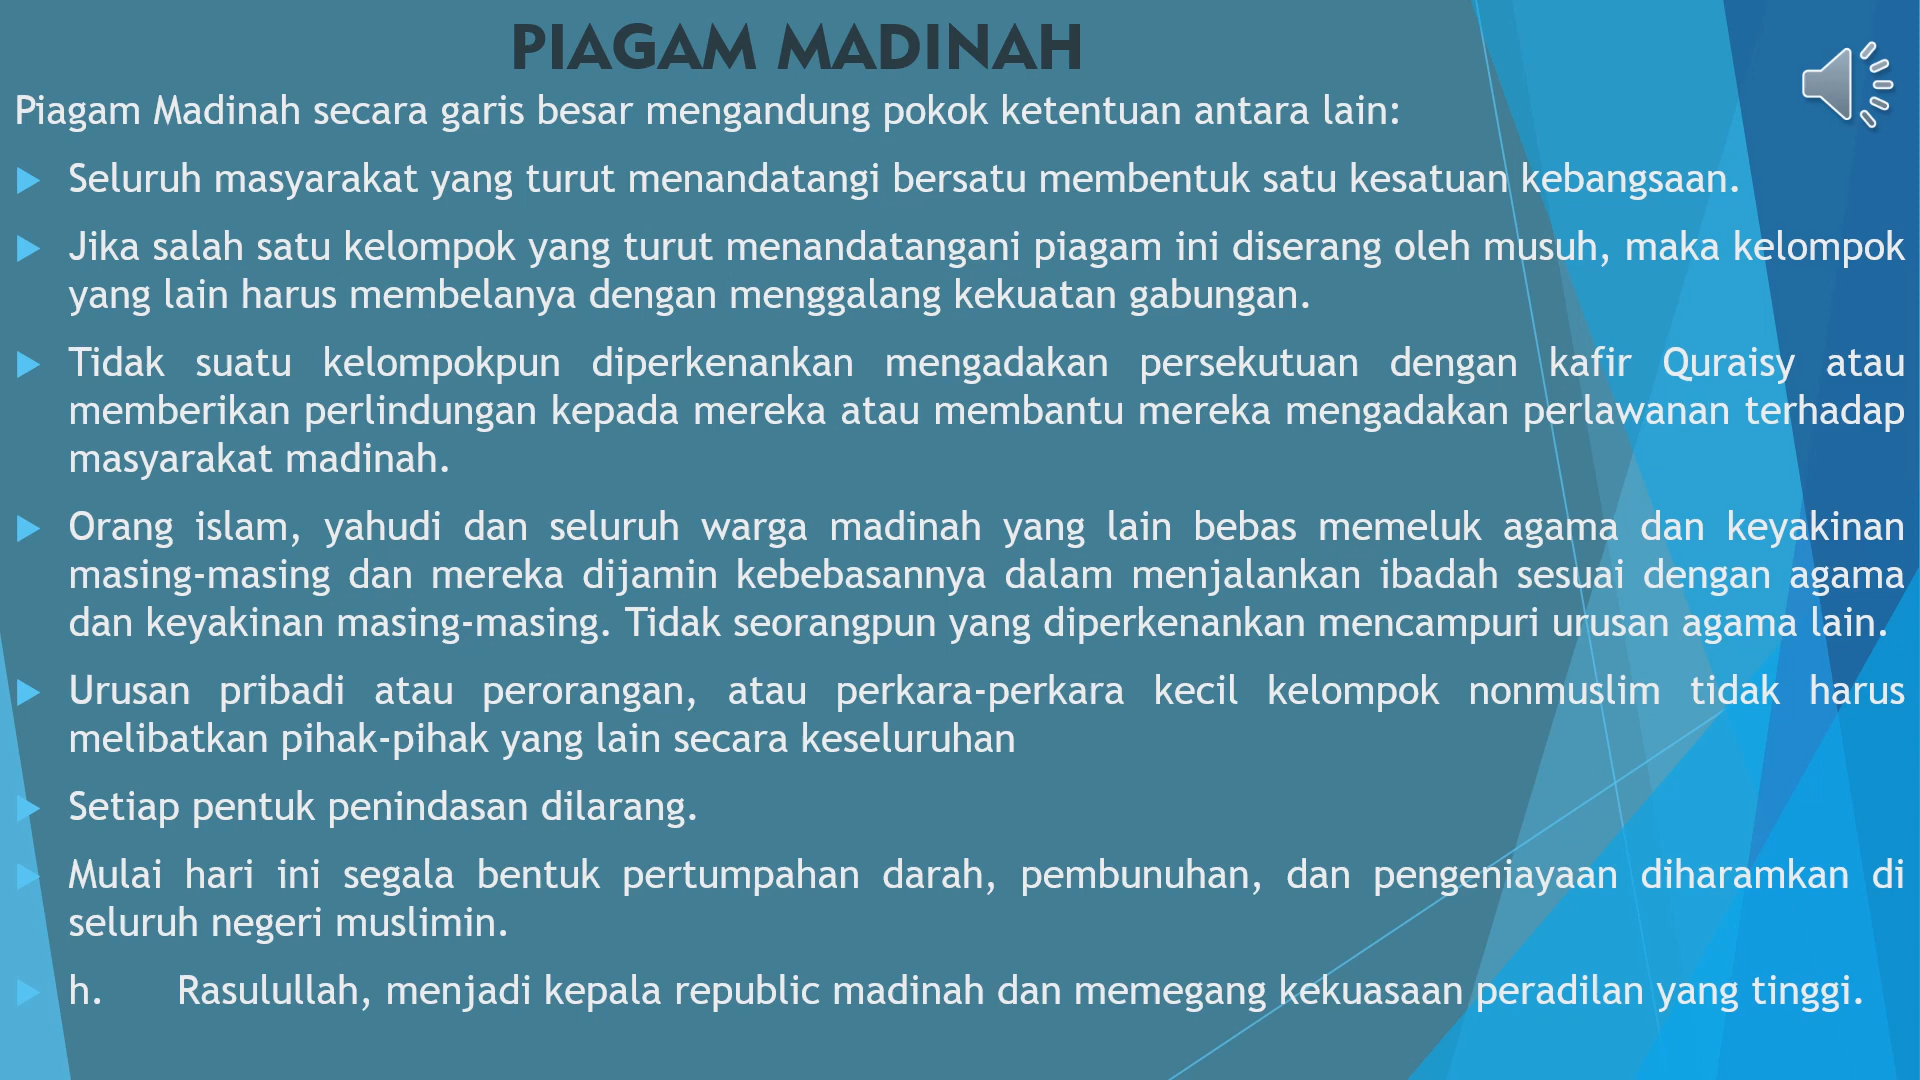 PIAGAM MADINAH
Piagam Madinah secara garis besar mengandung pokok ketentuan antara lain:
Seluruh masyarakat yang turut menandatangi bersatu membentuk satu kesatuan kebangsaan.
Jika salah satu kelompok yang turut menandatangani piagam ini diserang oleh musuh, maka kelompok
yang lain harus membelanya dengan menggalang kekuatan gabungan.
Tidak suatu kelompokpun diperkenankan mengadakan persekutuan dengan kafir Quraisy atau
memberikan perlindungan kepada mereka atau membantu mereka mengadakan perlawanan terhadap
masyarakat madinah.
Orang islam, yahudi dan seluruh warga madinah yang lain bebas memeluk agama dan keyakinan
masing-masing dan mereka dijamin kebebasannya dalam menjalankan ibadah sesuai dengan agama
dan keyakinan masing-masing. Tidak seorangpun yang diperkenankan mencampuri urusan agama lain.
Urusan pribadi atau perorangan, atau perkara-perkara kecil kelompok nonmuslim tidak harus
melibatkan pihak-pihak yang lain secara keseluruhan
Setiap pentuk penindasan dilarang.
Mulai hari ini segala bentuk pertumpahan darah, pembunuhan, dan pengeniayaan diharamkan di
seluruh negeri muslimin.
h. Rasulullah, menjadi kepala republic madinah dan memegang kekuasaan peradilan yang tinggi.